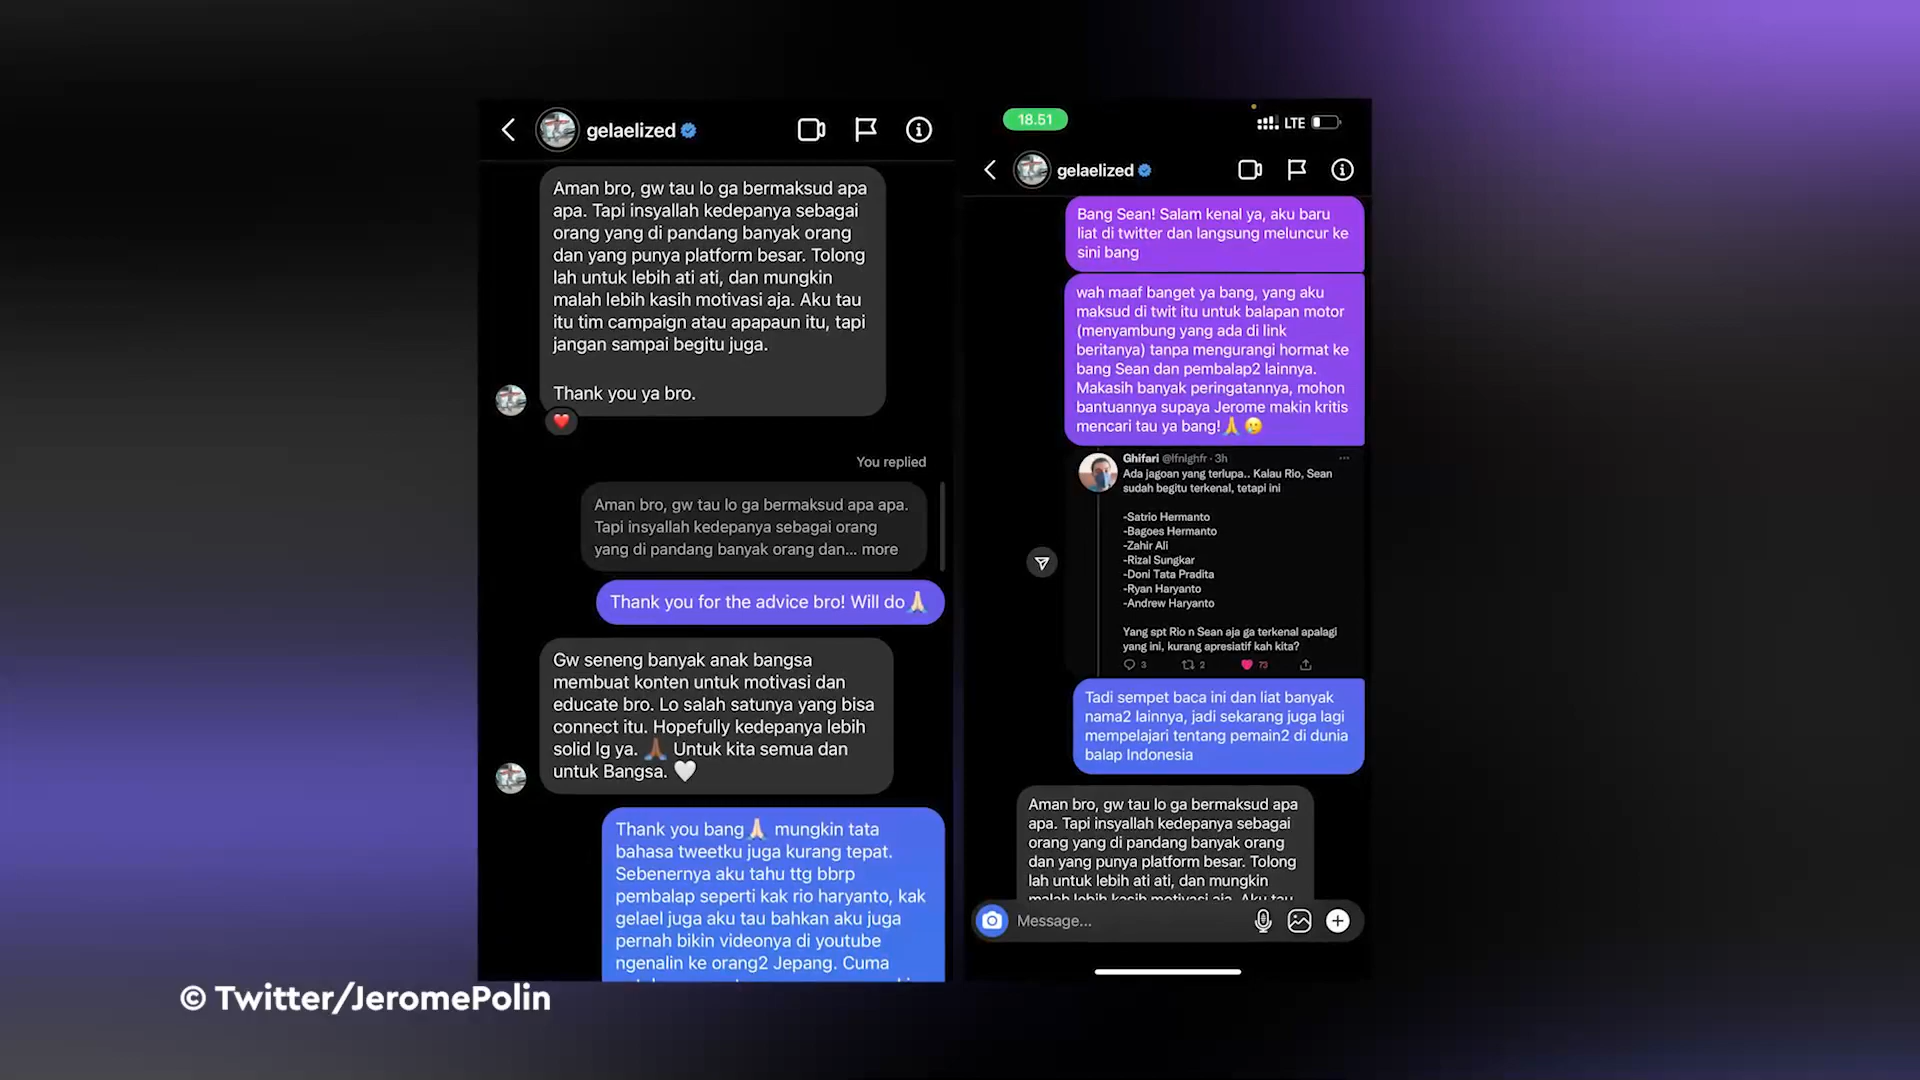 gelaelized
Aman bro, gw tau lo ga bermaksud apa
apa. Tapi insyallah kedepanya sebagai
orang yang di pandang banyak orang
dan yang punya platform besar. Tolong
lah untuk lebih ati ati, dan mungkin
malah lebih kasih motivasi aja. Aku tau
itu tim campaign atau apapaun itu, tapi
jangan sampai begitu juga.
Thank you ya bro.
You replied
Aman bro, gw tau lo ga bermaksud apa apa.
Tapi insyallah kedepanya sebagai orang
yang di pandang banyak orang dan... more
Thank you for the advice bro! Will do🙏🏻
Gw seneng banyak anak bangsa
membuat konten untuk motivasi dan
educate bro. Lo salah satunya yang bisa
connect itu. Hopefully kedepanya lebih
solid lg ya. 🙏🏾 Untuk kita semua dan
untuk Bangsa. 🤍
Thank you bang🙏🏻 mungkin tata
bahasa tweetku juga kurang tepat.
Sebenernya aku tahu ttg bbrp
pembalap seperti kak rio haryanto, kak
gelael juga aku tau bahkan aku juga
pernah bikin videonya di youtube
ngenalin ke orang2 Jepang. Cuma
18.51
LTE
gelaelized
Bang Sean! Salam kenal ya, aku baru
liat di twitter dan langsung meluncur ke
sini bang
wah maaf banget ya bang, yang aku
maksud di twit itu untuk balapan motor
(menyambung yang ada di link
beritanya) tanpa mengurangi hormat ke
bang Sean dan pembalap2 lainnya.
Makasih banyak peringatannya, mohon
bantuannya supaya Jerome makin kritis
mencari tau ya bang!🙏🥲
Ghifari @lfnlghfr · 3h
Ada jagoan yang terlupa.. Kalau Rio, Sean
sudah begitu terkenal, tetapi ini
-Satrio Hermanto
-Bagoes Hermanto
-Zahir Ali
-Rizal Sungkar
-Doni Tata Pradita
-Ryan Haryanto
-Andrew Haryanto
Yang spt Rio n Sean aja ga terkenal apalagi
yang ini, kurang apresiatif kah kita?
3 2 73
Tadi sempet baca ini dan liat banyak
nama2 lainnya, jadi sekarang juga lagi
mempelajari tentang pemain2 di dunia
balap Indonesia
Aman bro, gw tau lo ga bermaksud apa
apa. Tapi insyallah kedepanya sebagai
orang yang di pandang banyak orang
dan yang punya platform besar. Tolong
lah untuk lebih ati ati, dan mungkin
malah lebih kasih motivasi aja. Aku tau
Message...
© Twitter/JeromePolin